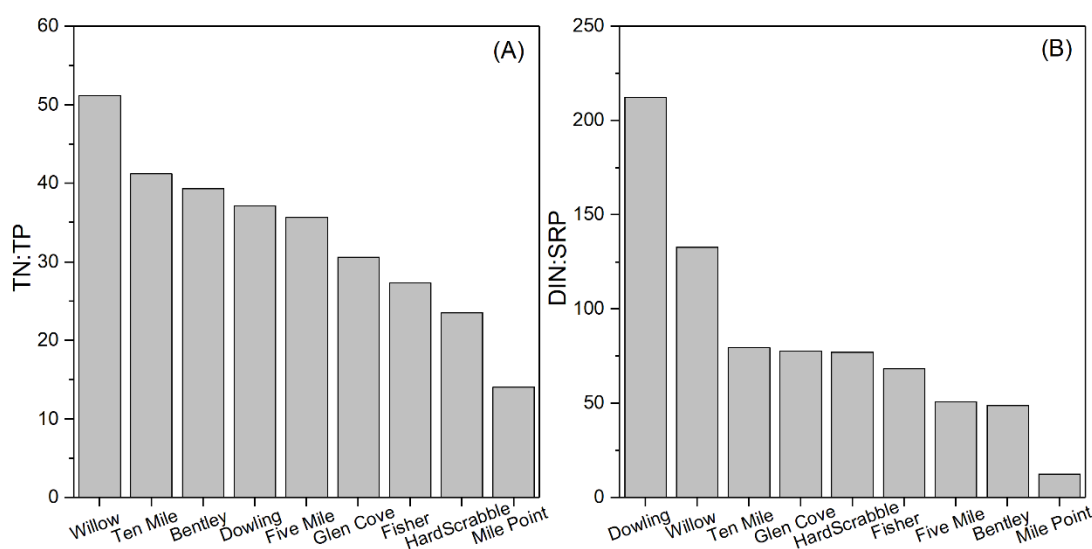 (A)
TN:TP
60
50
40
30
20
10
0
Willow
Ten Mile
Bentley
Dowling
Five Mile
Glen Cove
Fisher
HardScrabble
Mile Point
(B)
DIN:SRP
250
200
150
100
50
0
Dowling
Willow
Ten Mile
Glen Cove
HardScrabble
Fisher
Five Mile
Bentley
Mile Point